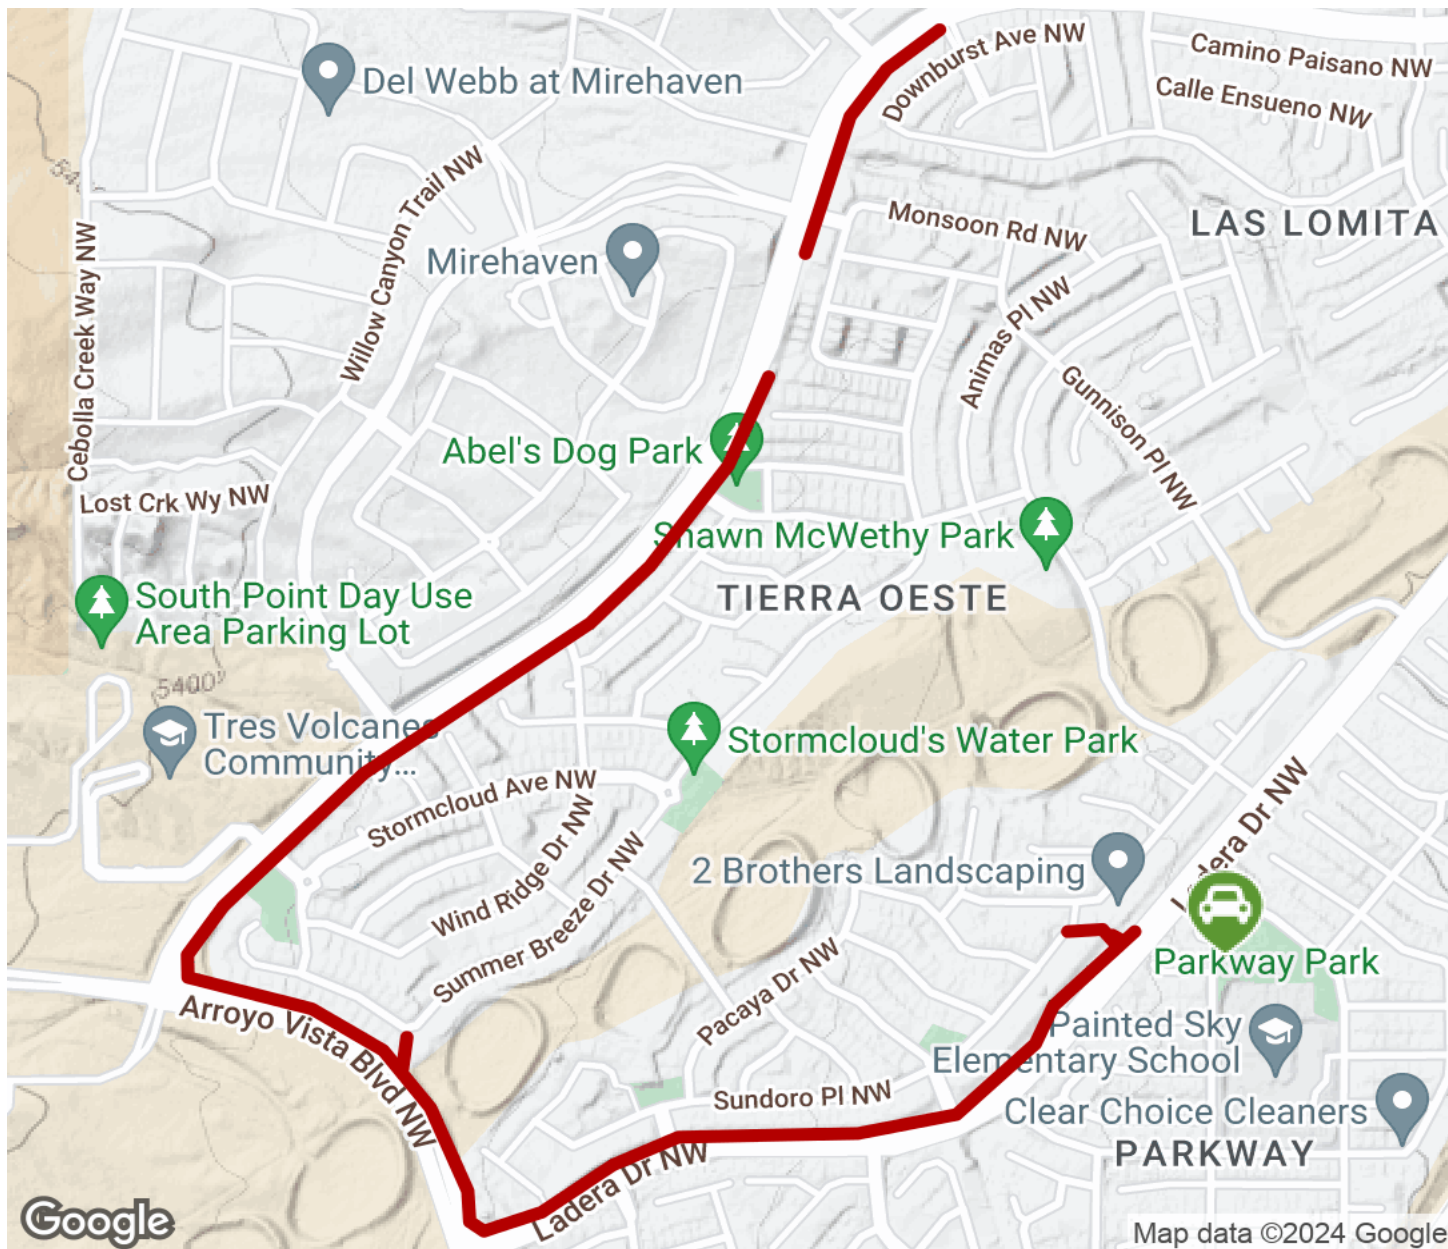 Downburst Ave NW
Camino Paisano NW
Calle Ensueno NW
Del Webb at Mirehaven
Willow Canyon Trail NW
Monsoon Rd NW
LAS LOMITA
Cebolla Creek Way NW
Mirehaven
Animas Pl NW
Gunnison Pl NW
Abel's Dog Park
Lost Crk Wy NW
Shawn McWethy Park
South Point Day Use
Area Parking Lot
TIERRA OESTE
5400
Tres Volcanes
Community...
Stormcloud's Water Park
Stormcloud Ave NW
Wind Ridge Dr NW
Summer Breeze Dr NW
2 Brothers Landscaping
Ladera Dr NW
Parkway Park
Pacaya Dr NW
Arroyo Vista Blvd NW
Painted Sky
Elementary School
Sundoro Pl NW
Clear Choice Cleaners
PARKWAY
Ladera Dr NW
Google
Map data ©2024 Google